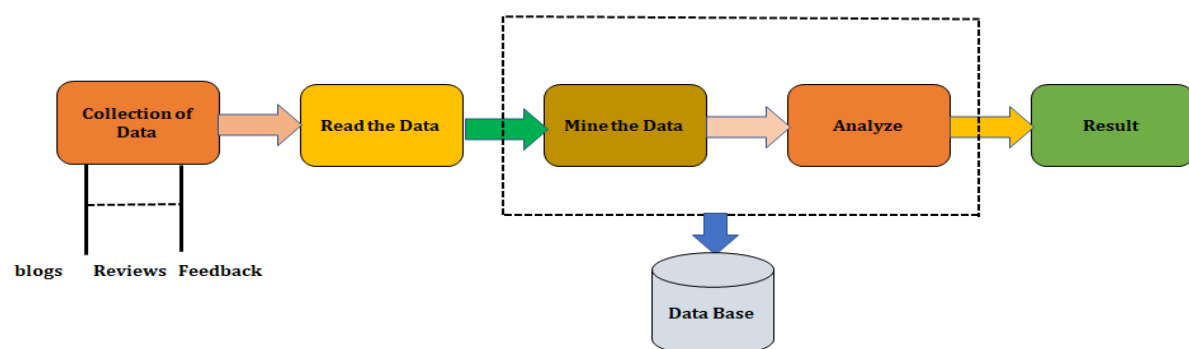 Collection of
Data
Read the Data
Mine the Data
Analyze
Result
blogs Reviews Feedback
Data Base